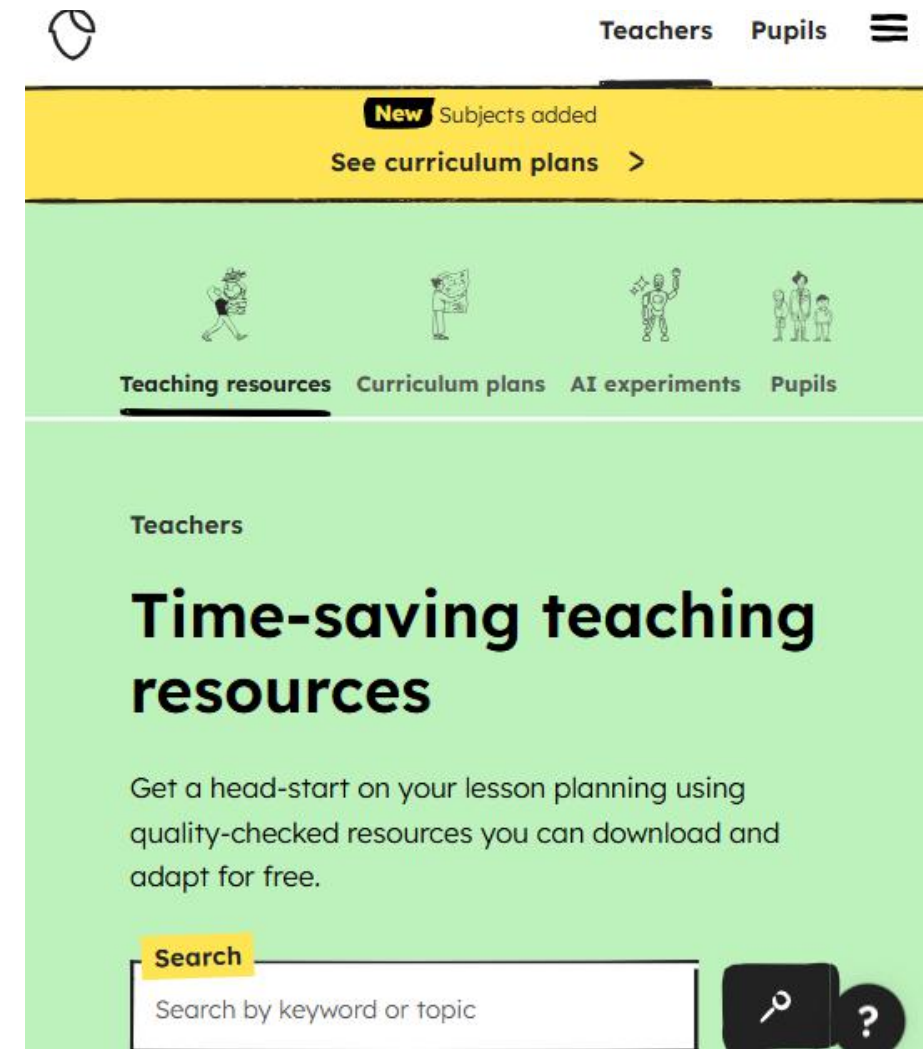 Teachers Pupils
New Subjects added
See curriculum plans >
Teaching resources Curriculum plans AI experiments Pupils
Teachers
Time-saving teaching
resources
Get a head-start on your lesson planning using
quality-checked resources you can download and
adapt for free.
Search
Search by keyword or topic
?